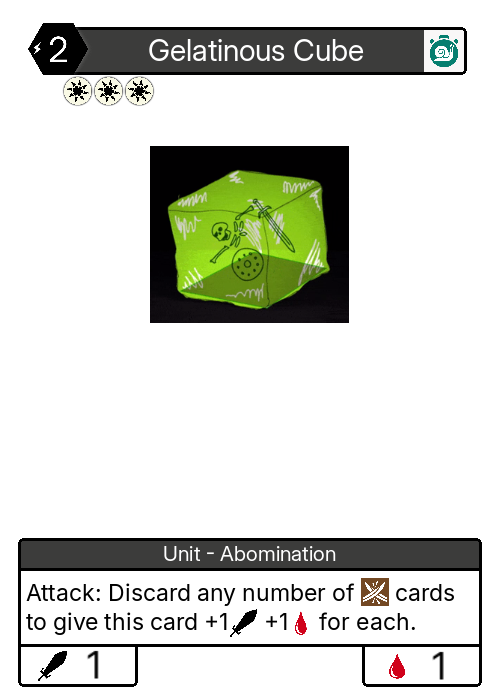 2
Gelatinous Cube
Unit - Abomination
Attack: Discard any number of cards
to give this card +1 +1 for each.
1
1